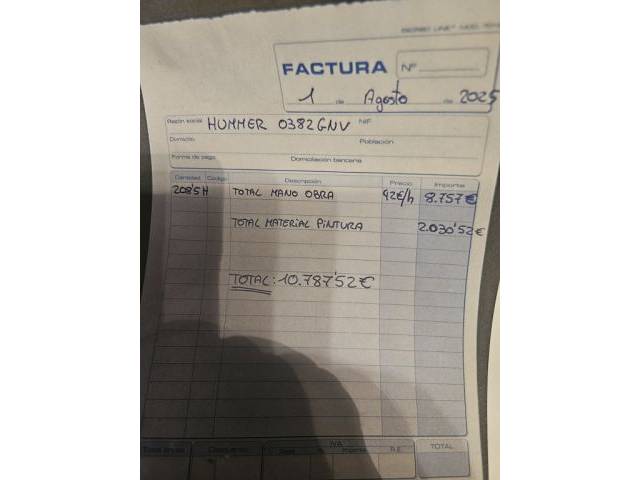 FACTURA Nº
1 de Agosto de 2025
Razón social HUMMER 0382GNV NIF
Domicilio Población
Forma de pago Domiciliación bancaria
Cantidad Código Descripción Precio Importe
208'5H TOTAL MANO OBRA 42€/h 8.757€
TOTAL MATERIAL PINTURA 2.030'52€
TOTAL: 10.787'52€
IVA
R.E. TOTAL